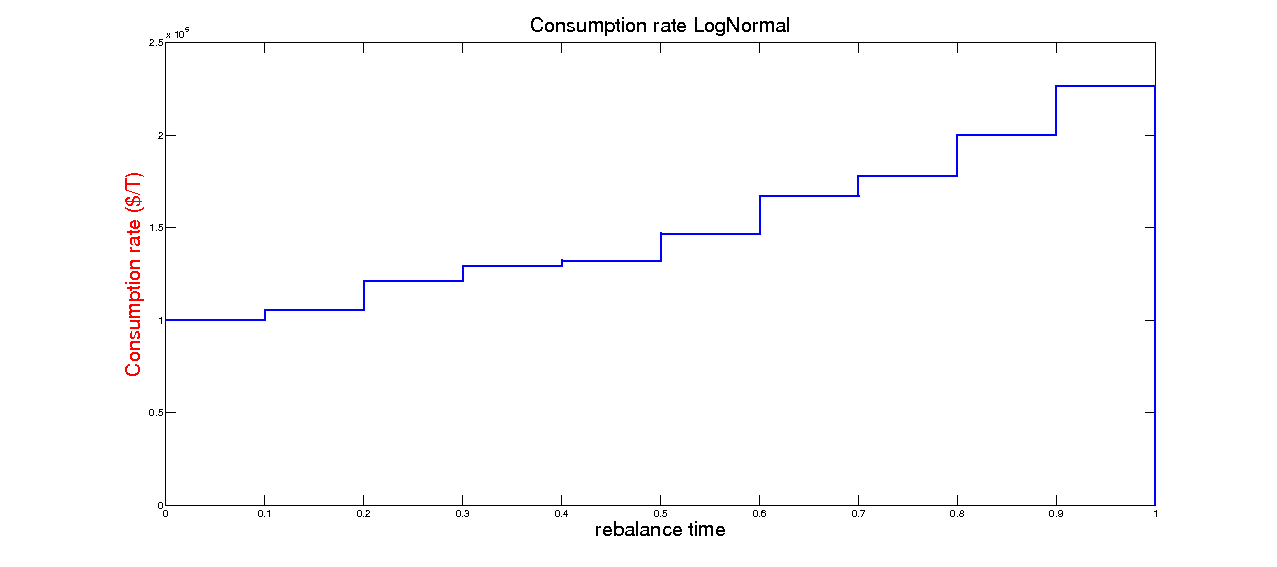 Consumption rate LogNormal
x 10^5
2.5
2
1.5
1
0.5
0
Consumption rate ($/T)
0 0.1 0.2 0.3 0.4 0.5 0.6 0.7 0.8 0.9 1
rebalance time